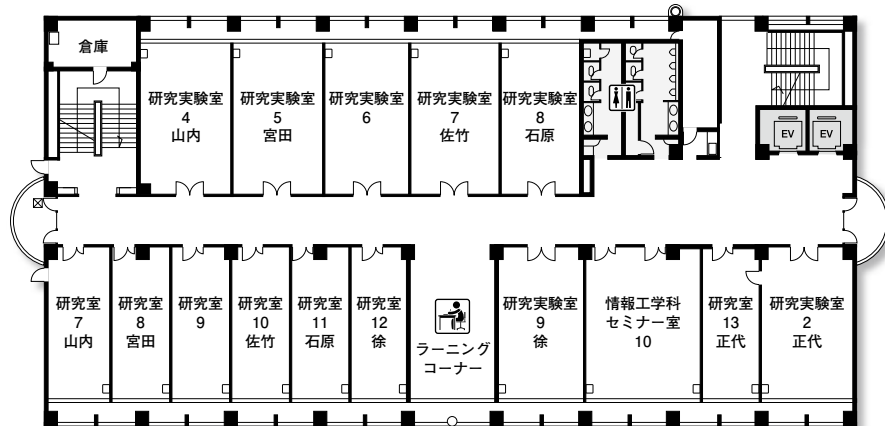 倉庫
研究実験室
4
山内
研究実験室
5
宮田
研究実験室
6
研究実験室
7
佐竹
研究実験室
8
石原
EV
EV
研究室
7
山内
研究室
8
宮田
研究室
9
研究室
10
佐竹
研究室
11
石原
研究室
12
徐
ラーニング
コーナー
研究実験室
9
徐
情報工学科
セミナー室
10
研究室
13
正代
研究実験室
2
正代